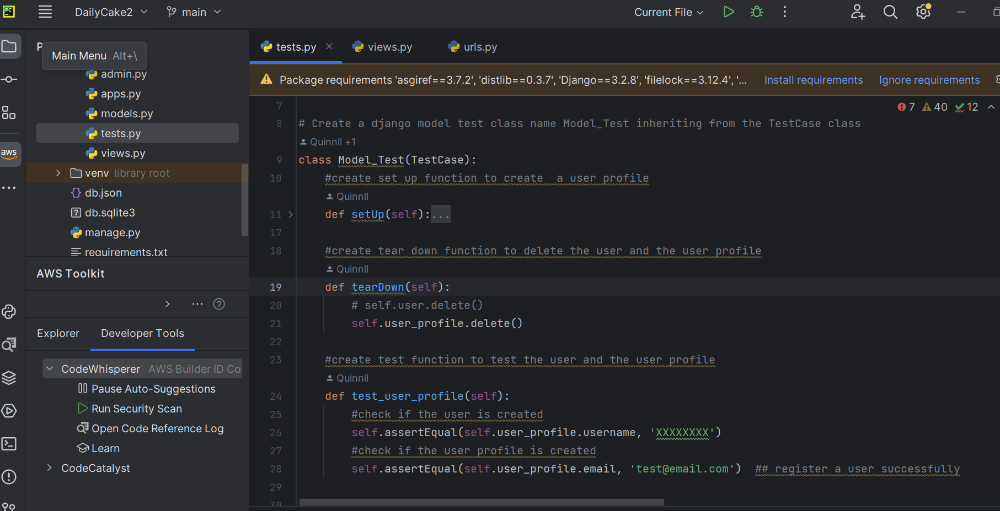 PC
DailyCake2
main
Current File
P
Main Menu Alt+\
admin.py
apps.py
models.py
tests.py
views.py
venv library root
db.json
db.sqlite3
manage.py
requirements.txt
aws
AWS Toolkit
Explorer
Developer Tools
CodeWhisperer AWS Builder ID Co
Pause Auto-Suggestions
Run Security Scan
Open Code Reference Log
Learn
CodeCatalyst
tests.py
views.py
urls.py
Package requirements 'asgiref==3.7.2', 'distlib==0.3.7', 'Django==3.2.8', 'filelock==3.12.4', '... Install requirements Ignore requirements
7 40 12
7
8 # Create a django model test class name Model_Test inheriting from the TestCase class
Quinnll +1
9 class Model_Test(TestCase):
10 #create set up function to create  a user profile
Quinnll
11 def setUp(self):...
17
18 #create tear down function to delete the user and the user profile
Quinnll
19 def tearDown(self):
20 # self.user.delete()
21 self.user_profile.delete()
22
23 #create test function to test the user and the user profile
Quinnll
24 def test_user_profile(self):
25 #check if the user is created
26 self.assertEqual(self.user_profile.username, 'XXXXXXXX')
27 #check if the user profile is created
28 self.assertEqual(self.user_profile.email, 'test@email.com')  ## register a user successfully
29
30